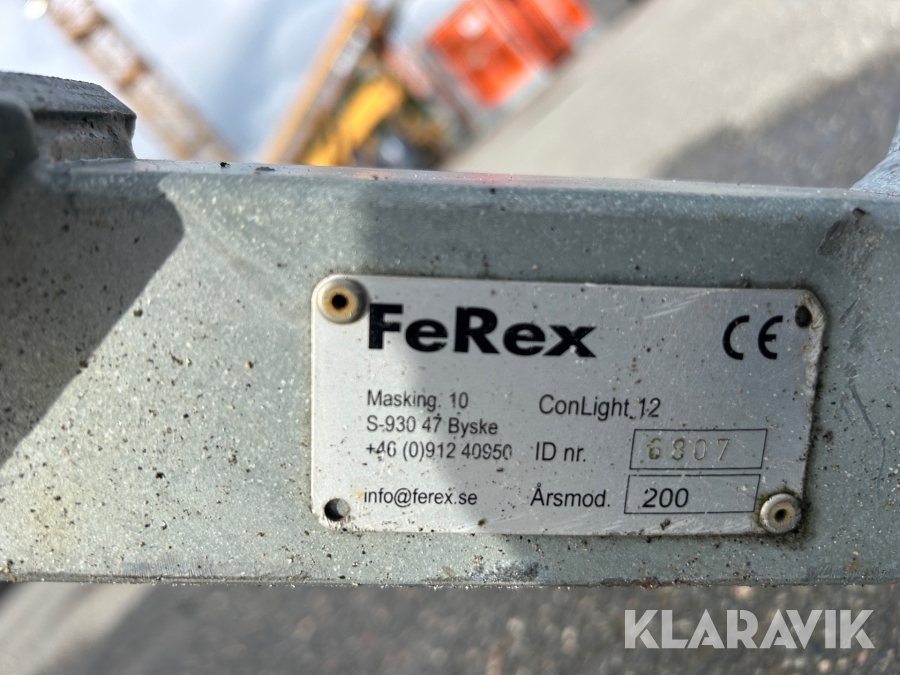 FeRex
CE
Masking. 10
S-930 47 Byske
+46 (0)912 40950
info@ferex.se
ConLight 12
ID nr. 6807
Årsmod. 200
KLARAVIK